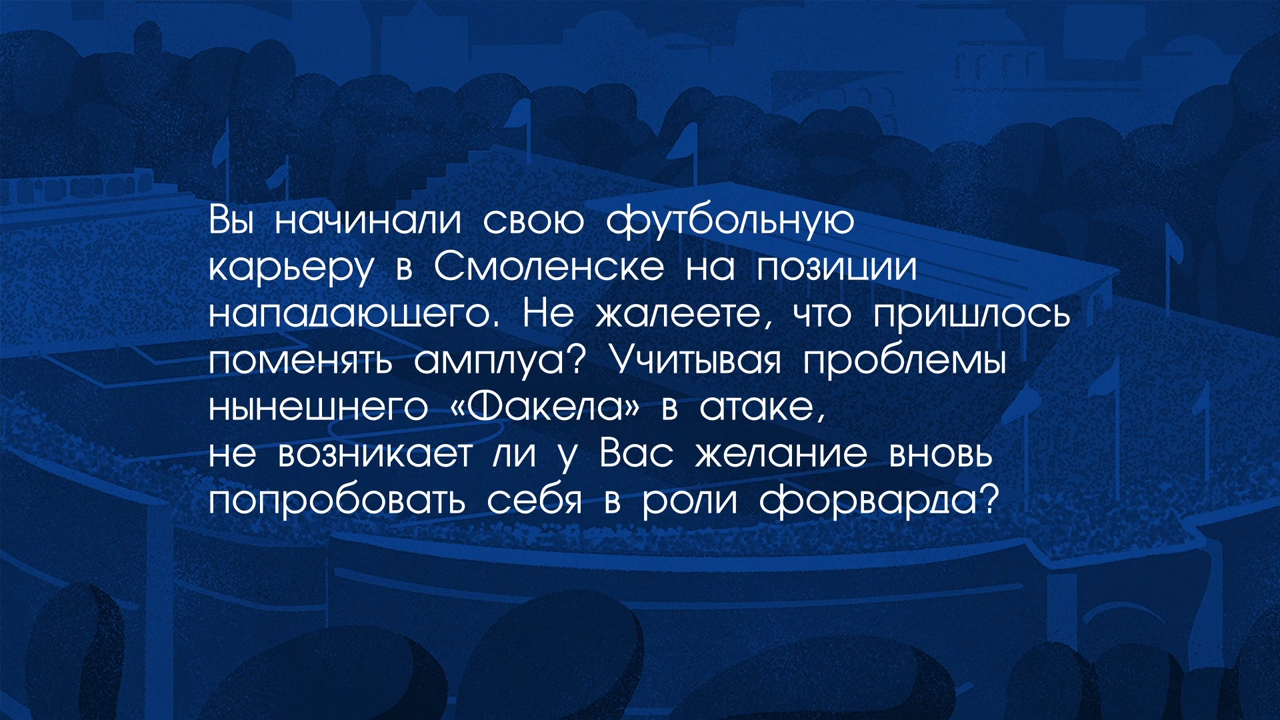 Вы начинали свою футбольную
карьеру в Смоленске на позиции
нападающего. Не жалеете, что пришлось
поменять амплуа? Учитывая проблемы
нынешнего «Факела» в атаке,
не возникает ли у Вас желание вновь
попробовать себя в роли форварда?